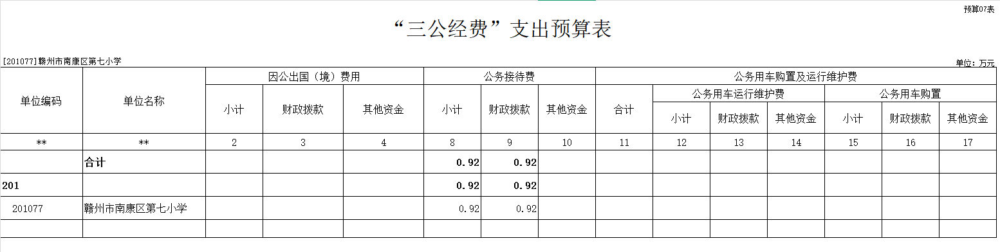 预算07表
“三公经费”支出预算表
[201077]赣州市南康区第七小学 单位：万元
因公出国（境）费用 公务接待费 公务用车购置及运行维护费
单位编码 单位名称 小计 财政拨款 其他资金 小计 财政拨款 其他资金 合计 公务用车运行维护费 公务用车购置
小计 财政拨款 其他资金 小计 财政拨款 其他资金
** ** 2 3 4 8 9 10 11 12 13 14 15 16 17
合计 0.92 0.92
201 0.92 0.92
201077 赣州市南康区第七小学 0.92 0.92